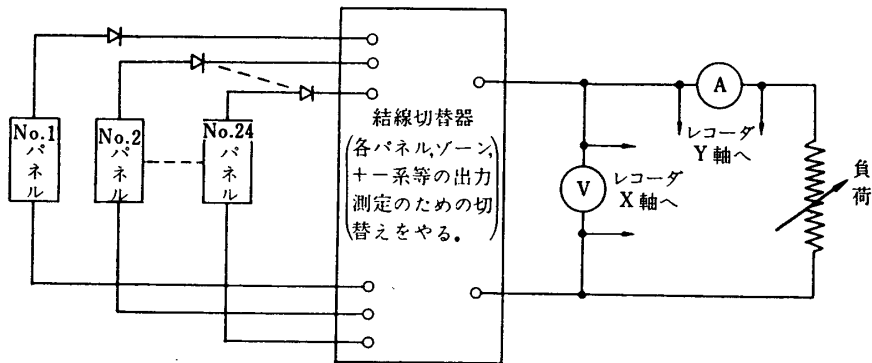 No.1
パネル
No.2
パネル
No.24
パネル
結線切替器
(各パネル,ゾーン,
+-系等の出力
測定のための切
替えをやる。)
V
レコーダ
X軸へ
A
レコーダ
Y軸へ
負荷